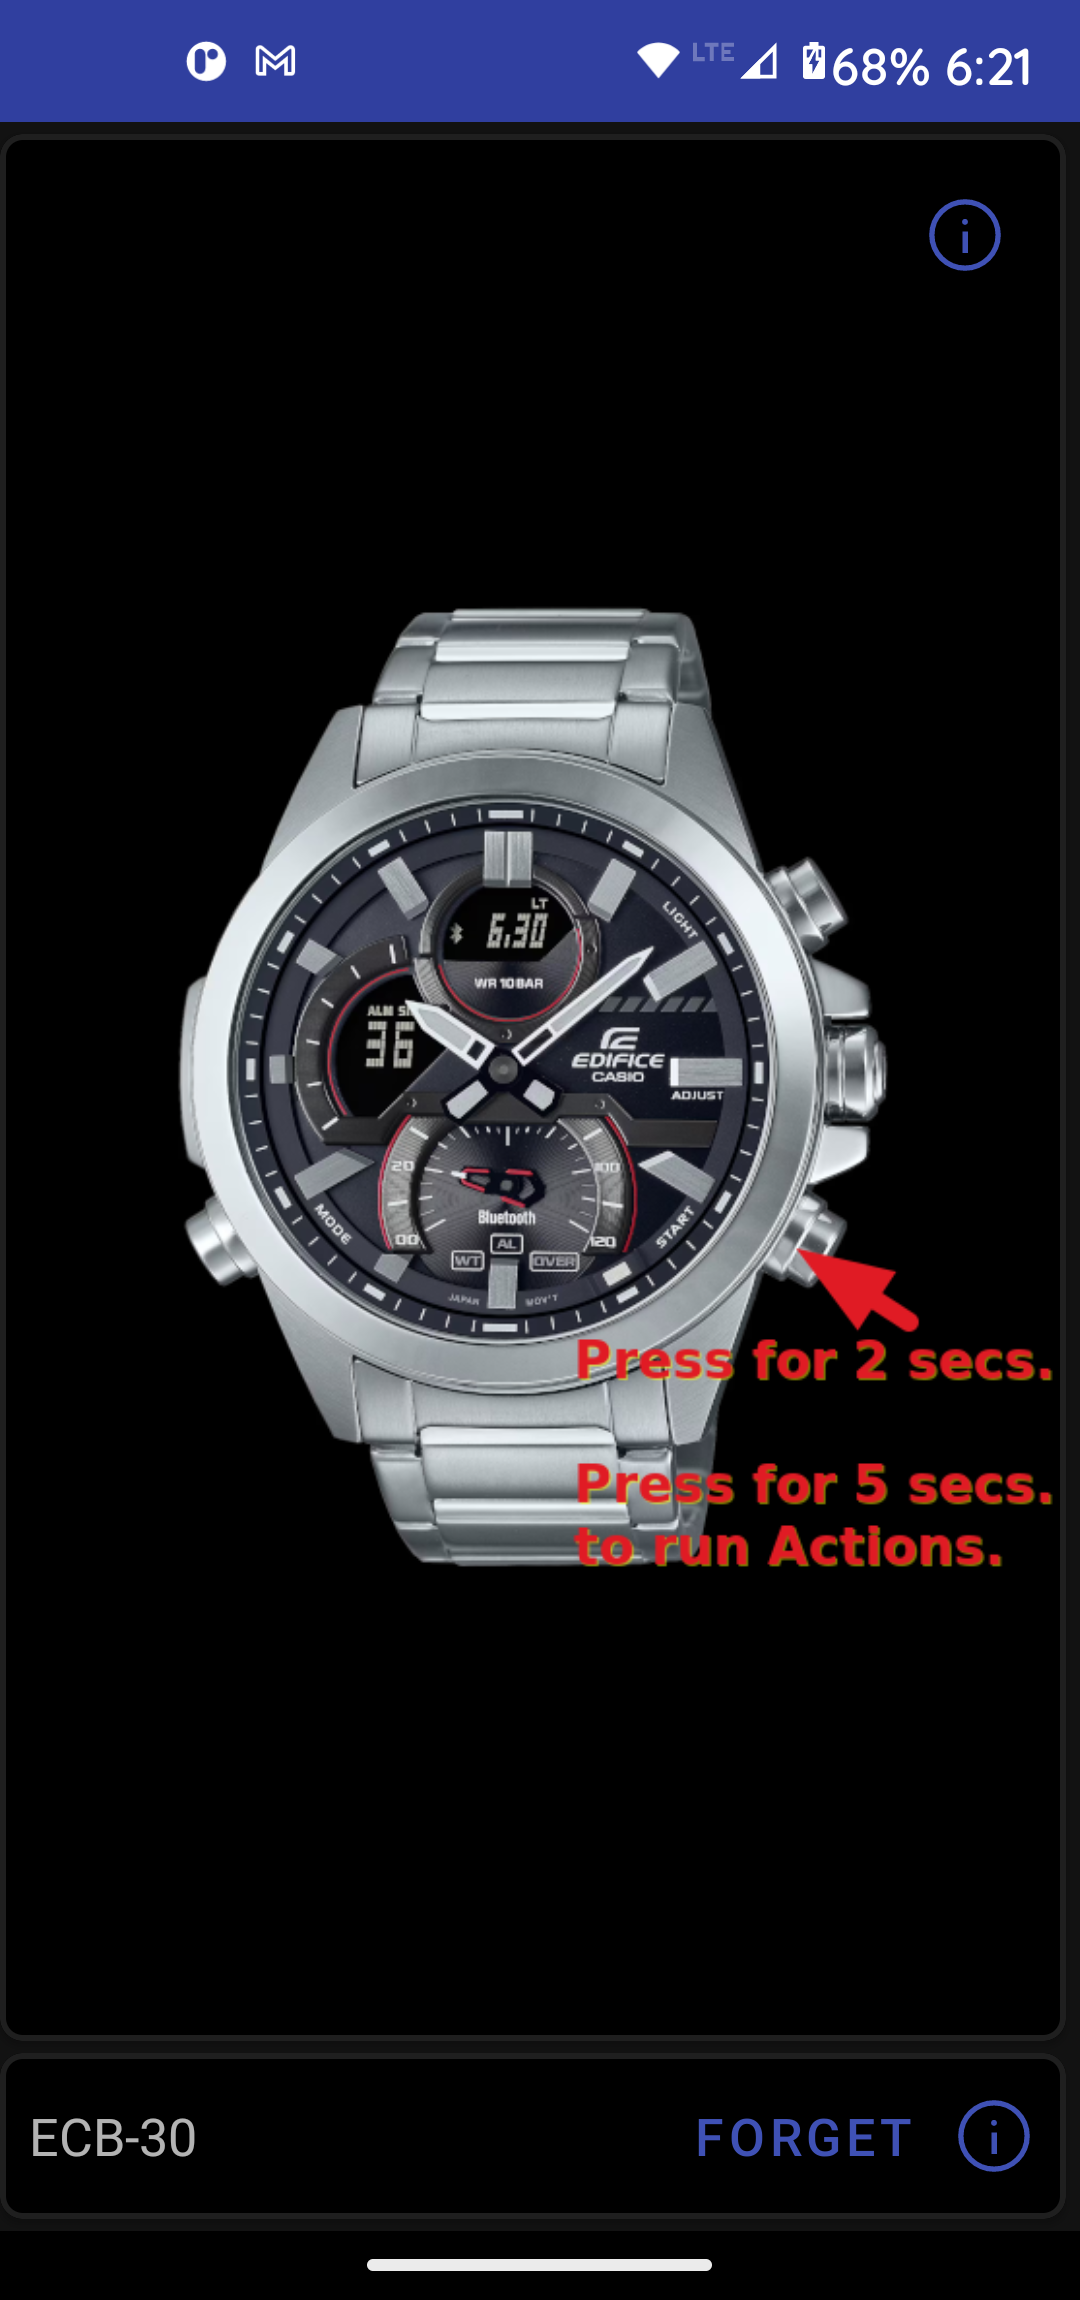 LTE 68% 6:21
LT
6:30
WR 10BAR
LIGHT
ALM
36
EDIFICE
CASIO
ADJUST
20
100
Bluetooth
00
120
AL
WT
OVER
MODE
START
JAPAN MOV'T
Press for 2 secs.
Press for 5 secs.
to run Actions.
ECB-30 FORGET